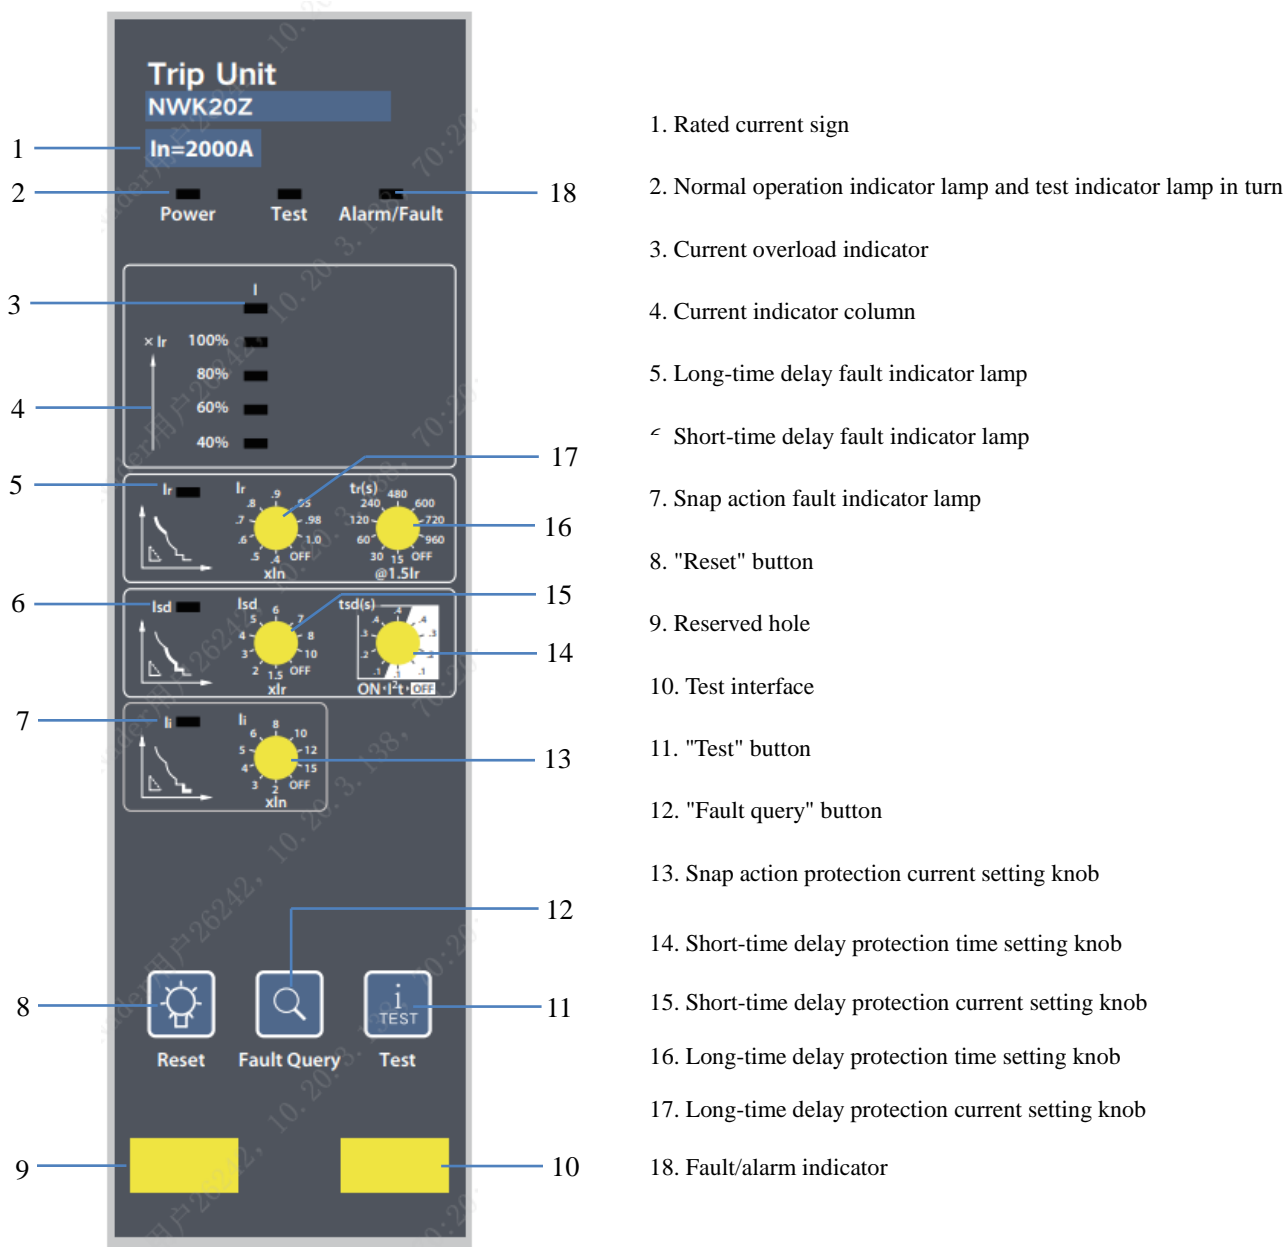 Trip Unit
NWK20Z
In=2000A
1
2
18
Power
Test
Alarm/Fault
3
I
× Ir
100%
80%
60%
40%
4
17
5
Ir
Ir
.4 .5 .6 .7 .8 .9 .95 .98 1.0 OFF
xIn
tr(s)
15 30 60 120 240 480 600 720 960 OFF
@1.5Ir
16
6
Isd
Isd
1.5 2 3 4 5 6 7 8 10 OFF
xIr
tsd(s)
.1 .1 .2 .3 .4 .4 .4 .3 .2 .1
ON·I²t·OFF
15
14
7
Ii
Ii
2 3 4 5 6 8 10 12 15 OFF
xIn
13
12
8
i
TEST
11
Reset
Fault Query
Test
9
10
1. Rated current sign
2. Normal operation indicator lamp and test indicator lamp in turn
3. Current overload indicator
4. Current indicator column
5. Long-time delay fault indicator lamp
Short-time delay fault indicator lamp
7. Snap action fault indicator lamp
8. "Reset" button
9. Reserved hole
10. Test interface
11. "Test" button
12. "Fault query" button
13. Snap action protection current setting knob
14. Short-time delay protection time setting knob
15. Short-time delay protection current setting knob
16. Long-time delay protection time setting knob
17. Long-time delay protection current setting knob
18. Fault/alarm indicator